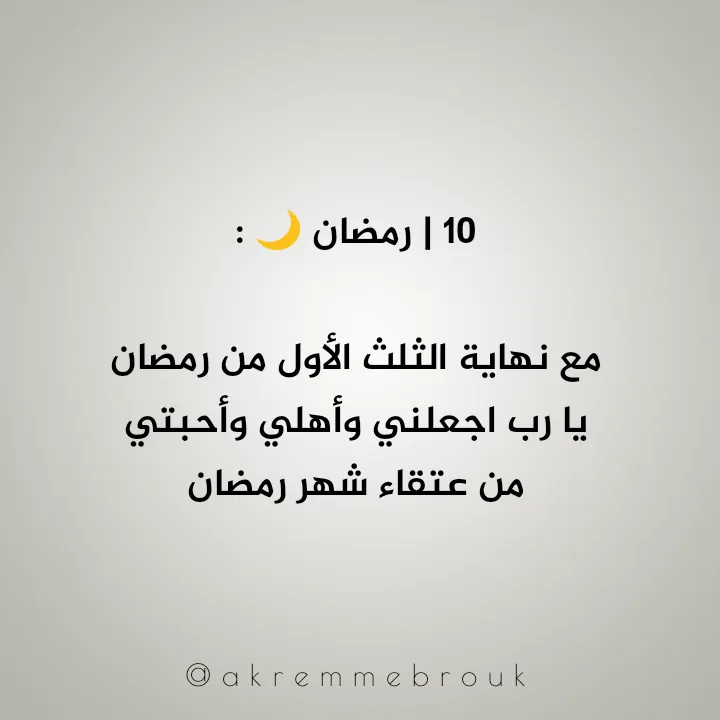 10 | رمضان 🌙 :
مع نهاية الثلث الأول من رمضان
يا رب اجعلني وأهلي وأحبتي
من عتقاء شهر رمضان
@akremmebrouk